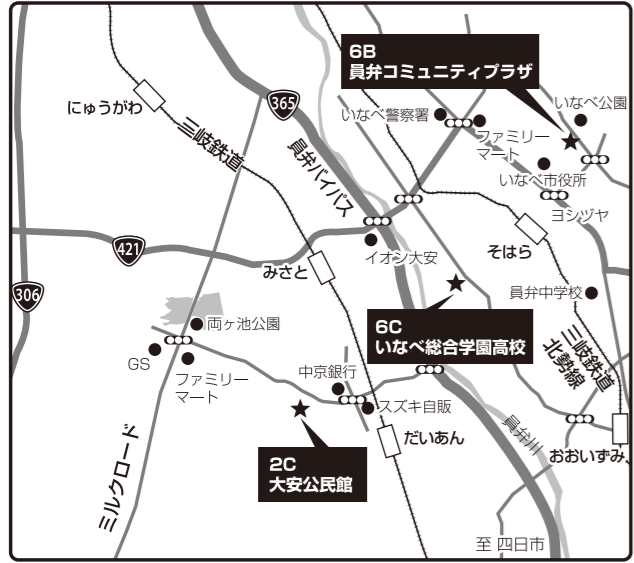 6B
員弁コミュニティプラザ
365
にゅうがわ
三岐鉄道
いなべ警察署
いなべ公園
ファミリー
マート
員弁バイパス
いなべ市役所
ヨシヅヤ
421
みさと
イオン大安
そはら
306
員弁中学校
両ヶ池公園
6C
いなべ総合学園高校
三岐鉄道
北勢線
GS
ファミリー
マート
中京銀行
スズキ自販
員弁川
ミルクロード
だいあん
おおいずみ
2C
大安公民館
至 四日市